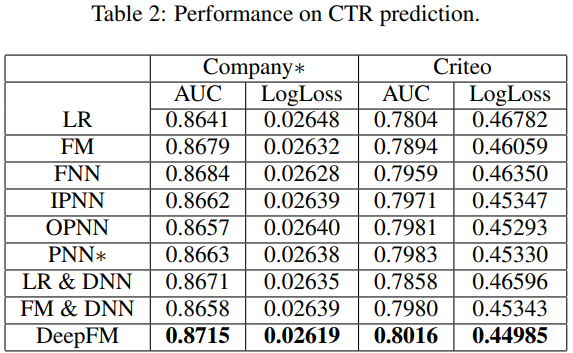 Table 2: Performance on CTR prediction.
Company∗ Criteo
AUC LogLoss AUC LogLoss
LR 0.8641 0.02648 0.7804 0.46782
FM 0.8679 0.02632 0.7894 0.46059
FNN 0.8684 0.02628 0.7959 0.46350
IPNN 0.8662 0.02639 0.7971 0.45347
OPNN 0.8657 0.02640 0.7981 0.45293
PNN∗ 0.8663 0.02638 0.7983 0.45330
LR & DNN 0.8671 0.02635 0.7858 0.46596
FM & DNN 0.8658 0.02639 0.7980 0.45343
DeepFM 0.8715 0.02619 0.8016 0.44985